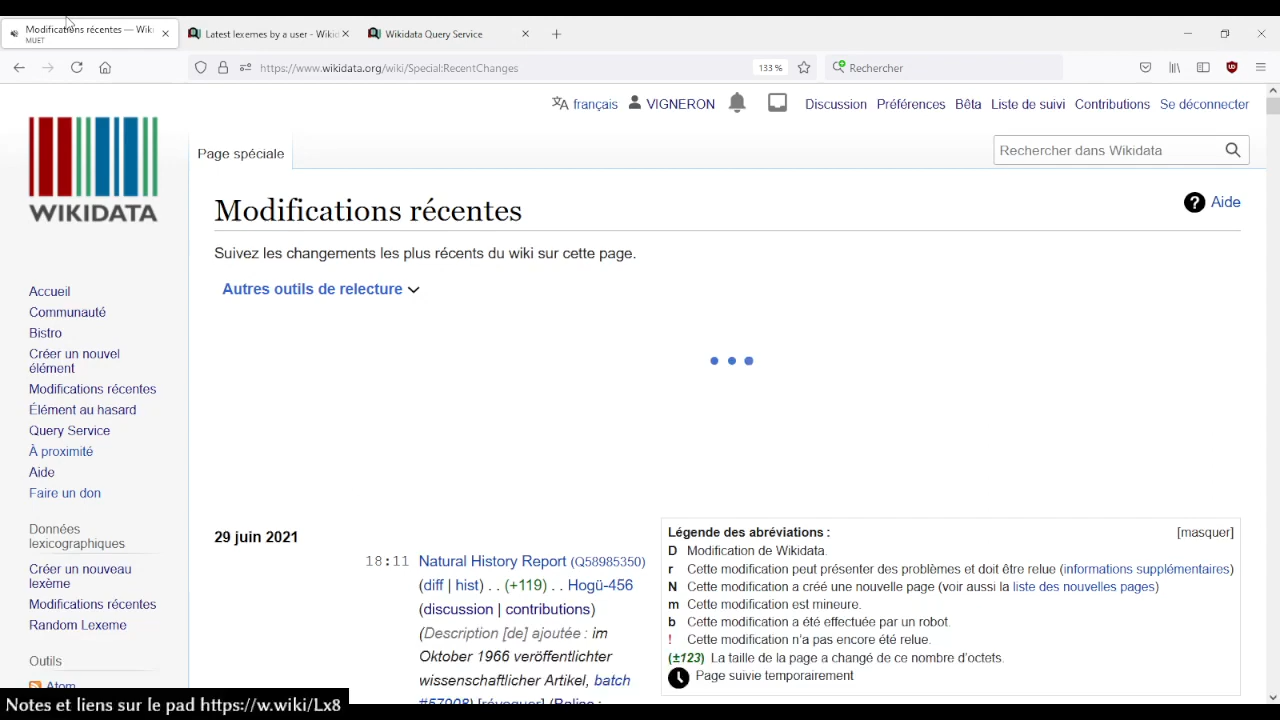 Modifications récentes — Wiki
MUET
Latest lexemes by a user - Wikid
Wikidata Query Service
https://www.wikidata.org/wiki/Special:RecentChanges
133 %
Rechercher
français
VIGNERON
Discussion
Préférences
Bêta
Liste de suivi
Contributions
Se déconnecter
WIKIDATA
Page spéciale
Rechercher dans Wikidata
Modifications récentes
Aide
Suivez les changements les plus récents du wiki sur cette page.
Autres outils de relecture
Accueil
Communauté
Bistro
Créer un nouvel
élément
Modifications récentes
Élément au hasard
Query Service
À proximité
Aide
Faire un don
Données
lexicographiques
Créer un nouveau
lexème
Modifications récentes
Random Lexeme
Outils
Atom
29 juin 2021
18:11 Natural History Report (Q58985350)
(diff | hist) . . (+119) . . Hogü-456
(discussion | contributions)
(Description [de] ajoutée : im
Oktober 1966 veröffentlichter
wissenschaftlicher Artikel, batch
#57908) [révoquer] (Balise :
Légende des abréviations :
[masquer]
D Modification de Wikidata.
r Cette modification peut présenter des problèmes et doit être relue (informations supplémentaires)
N Cette modification a créé une nouvelle page (voir aussi la liste des nouvelles pages)
m Cette modification est mineure.
b Cette modification a été effectuée par un robot.
! Cette modification n’a pas encore été relue.
(±123) La taille de la page a changé de ce nombre d’octets.
Page suivie temporairement
Notes et liens sur le pad https://w.wiki/Lx8